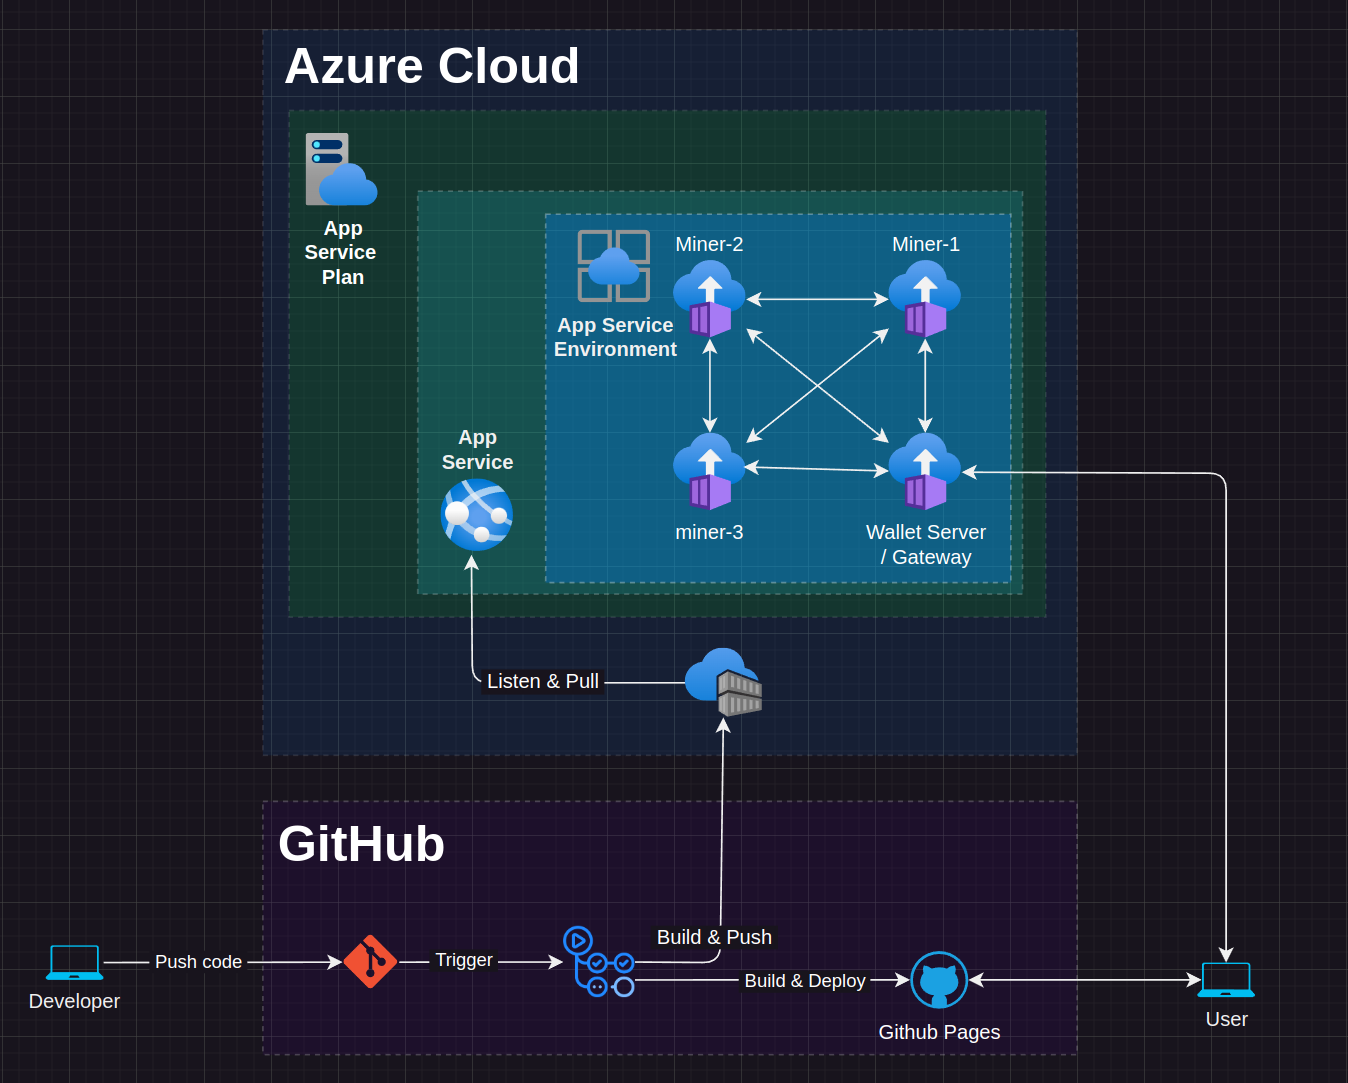 Azure Cloud
App
Service
Plan
Miner-2
Miner-1
App Service
Environment
App
Service
miner-3
Wallet Server
/ Gateway
Listen & Pull
GitHub
Build & Push
Push code
Trigger
Build & Deploy
Developer
Github Pages
User